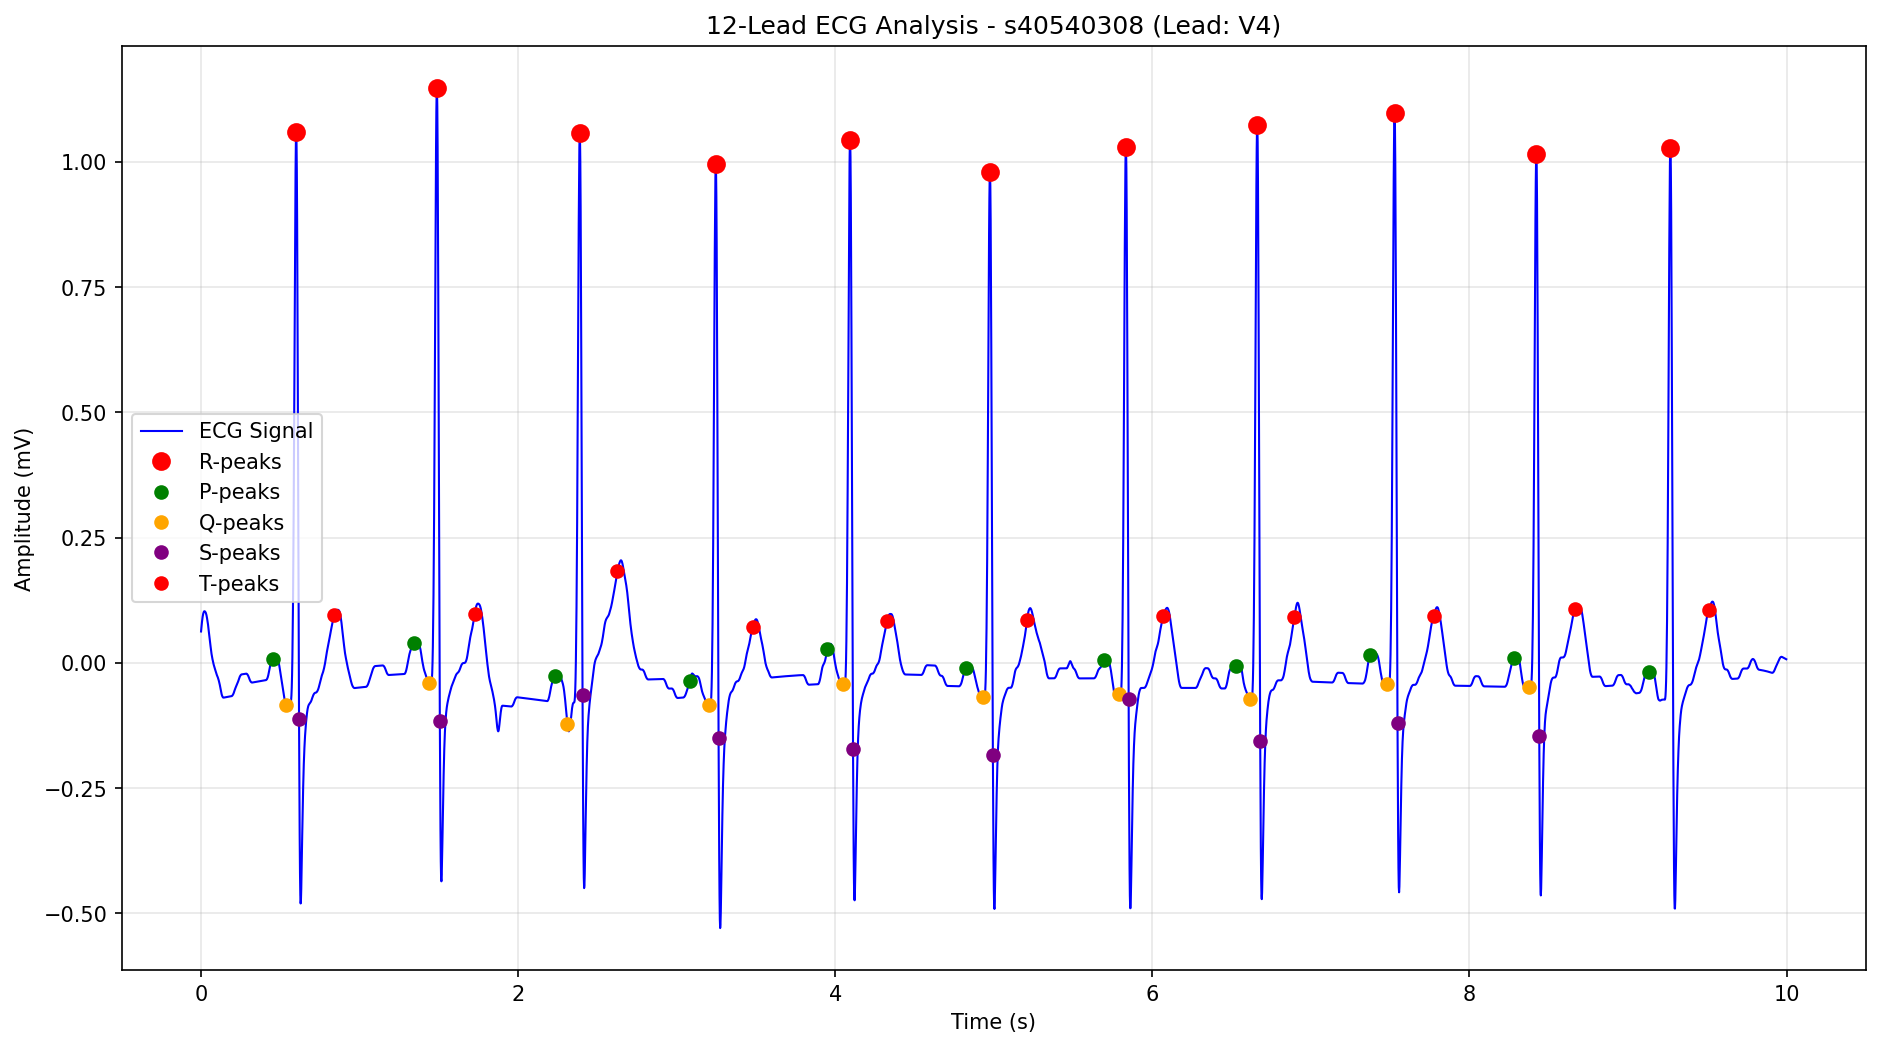 12-Lead ECG Analysis - s40540308 (Lead: V4)
Amplitude (mV)
1.00
0.75
0.50
0.25
0.00
−0.25
−0.50
ECG Signal
R-peaks
P-peaks
Q-peaks
S-peaks
T-peaks
0 2 4 6 8 10
Time (s)